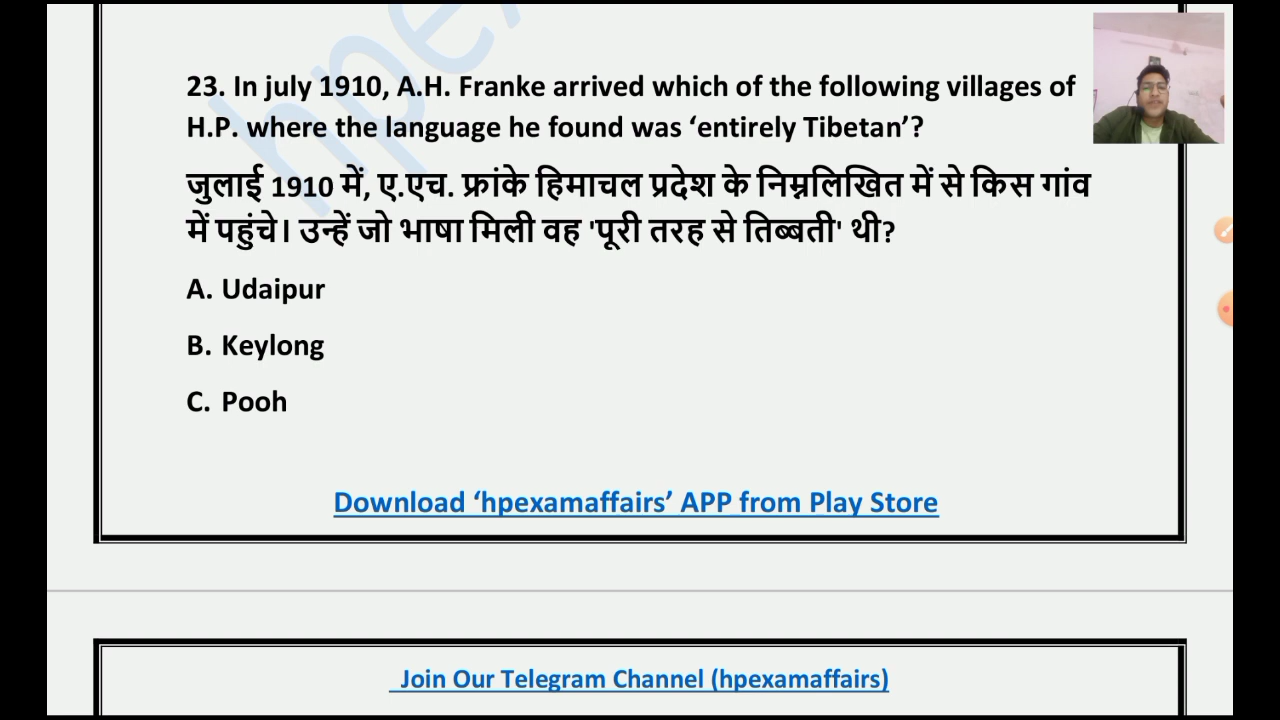 23. In july 1910, A.H. Franke arrived which of the following villages of
H.P. where the language he found was ‘entirely Tibetan’?
जुलाई 1910 में, ए.एच. फ्रांके हिमाचल प्रदेश के निम्नलिखित में से किस गांव
में पहुंचे। उन्हें जो भाषा मिली वह 'पूरी तरह से तिब्बती' थी?
A. Udaipur
B. Keylong
C. Pooh
Download ‘hpexamaffairs’ APP from Play Store
Join Our Telegram Channel (hpexamaffairs)